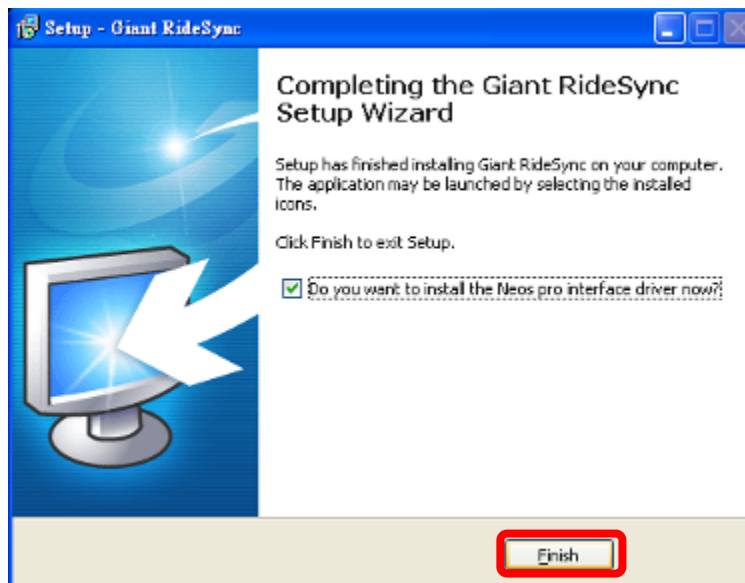 Setup - Giant RideSync
Completing the Giant RideSync
Setup Wizard
Setup has finished installing Giant RideSync on your computer.
The application may be launched by selecting the installed
icons.
Click Finish to exit Setup.
Do you want to install the Neos pro interface driver now?
Finish